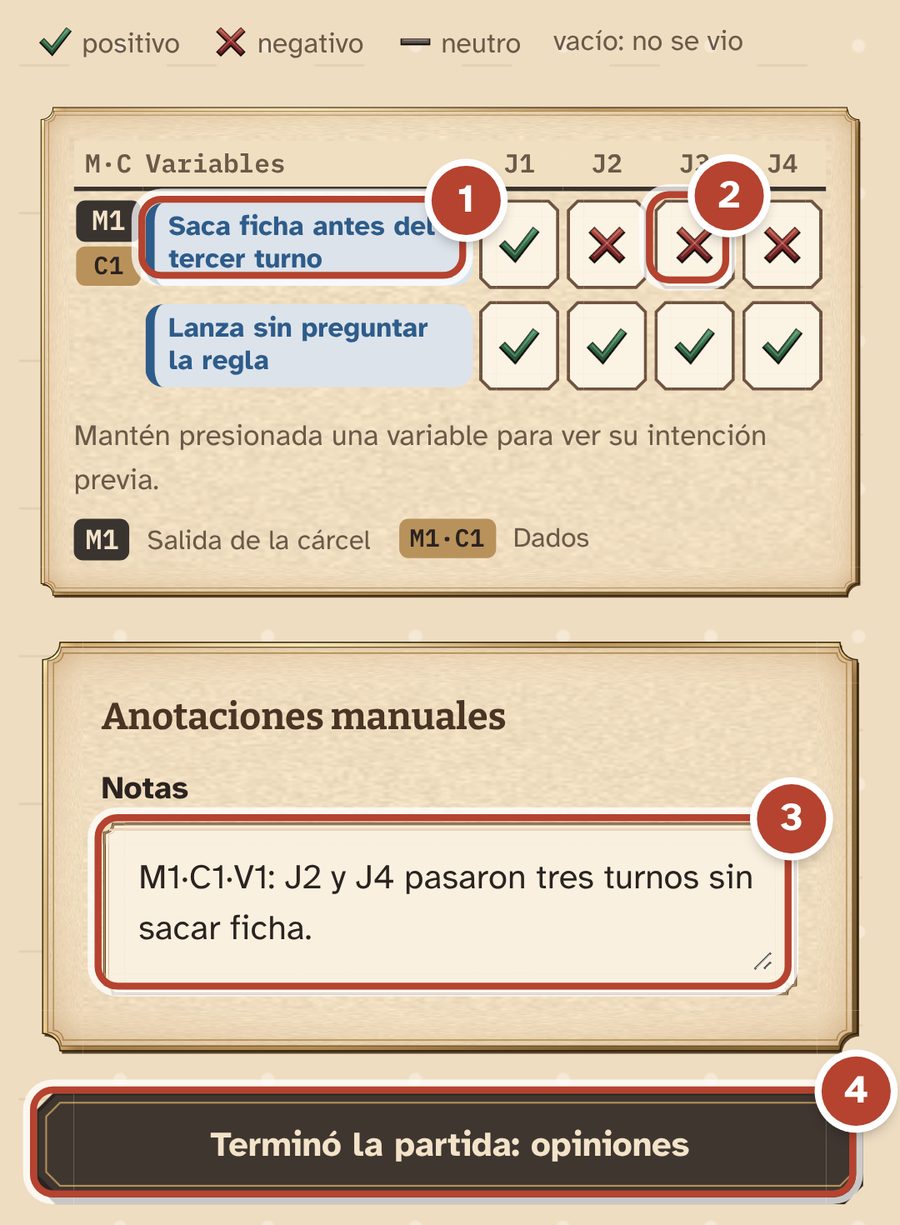 positivo negativo neutro vacío: no se vio
M·C Variables J1 J2 J3 J4
M1 Saca ficha antes del 1 2
C1 tercer turno
Lanza sin preguntar
la regla
Mantén presionada una variable para ver su intención
previa.
M1 Salida de la cárcel M1·C1 Dados
Anotaciones manuales
Notas
3
M1·C1·V1: J2 y J4 pasaron tres turnos sin
sacar ficha.
4
Terminó la partida: opiniones